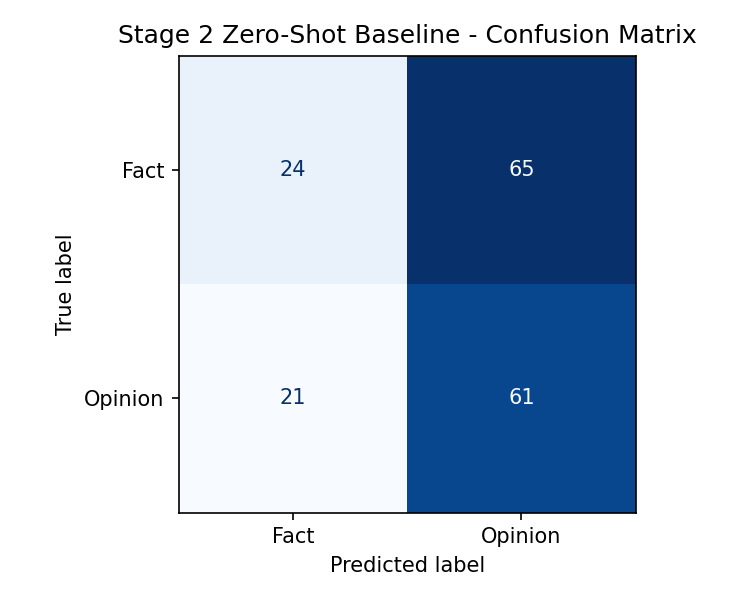 Stage 2 Zero-Shot Baseline - Confusion Matrix
Fact
24
65
True label
Opinion
21
61
Fact
Opinion
Predicted label